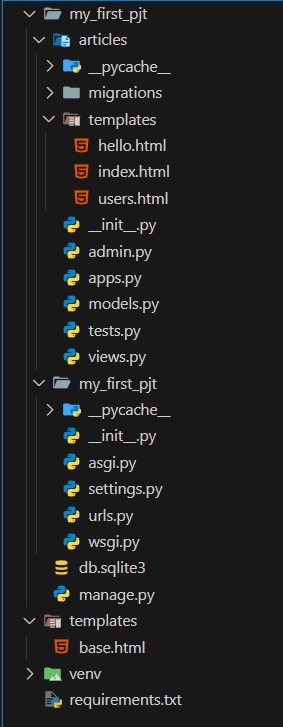 my_first_pjt
articles
__pycache__
migrations
templates
hello.html
index.html
users.html
__init__.py
admin.py
apps.py
models.py
tests.py
views.py
my_first_pjt
__pycache__
__init__.py
asgi.py
settings.py
urls.py
wsgi.py
db.sqlite3
manage.py
templates
base.html
venv
requirements.txt